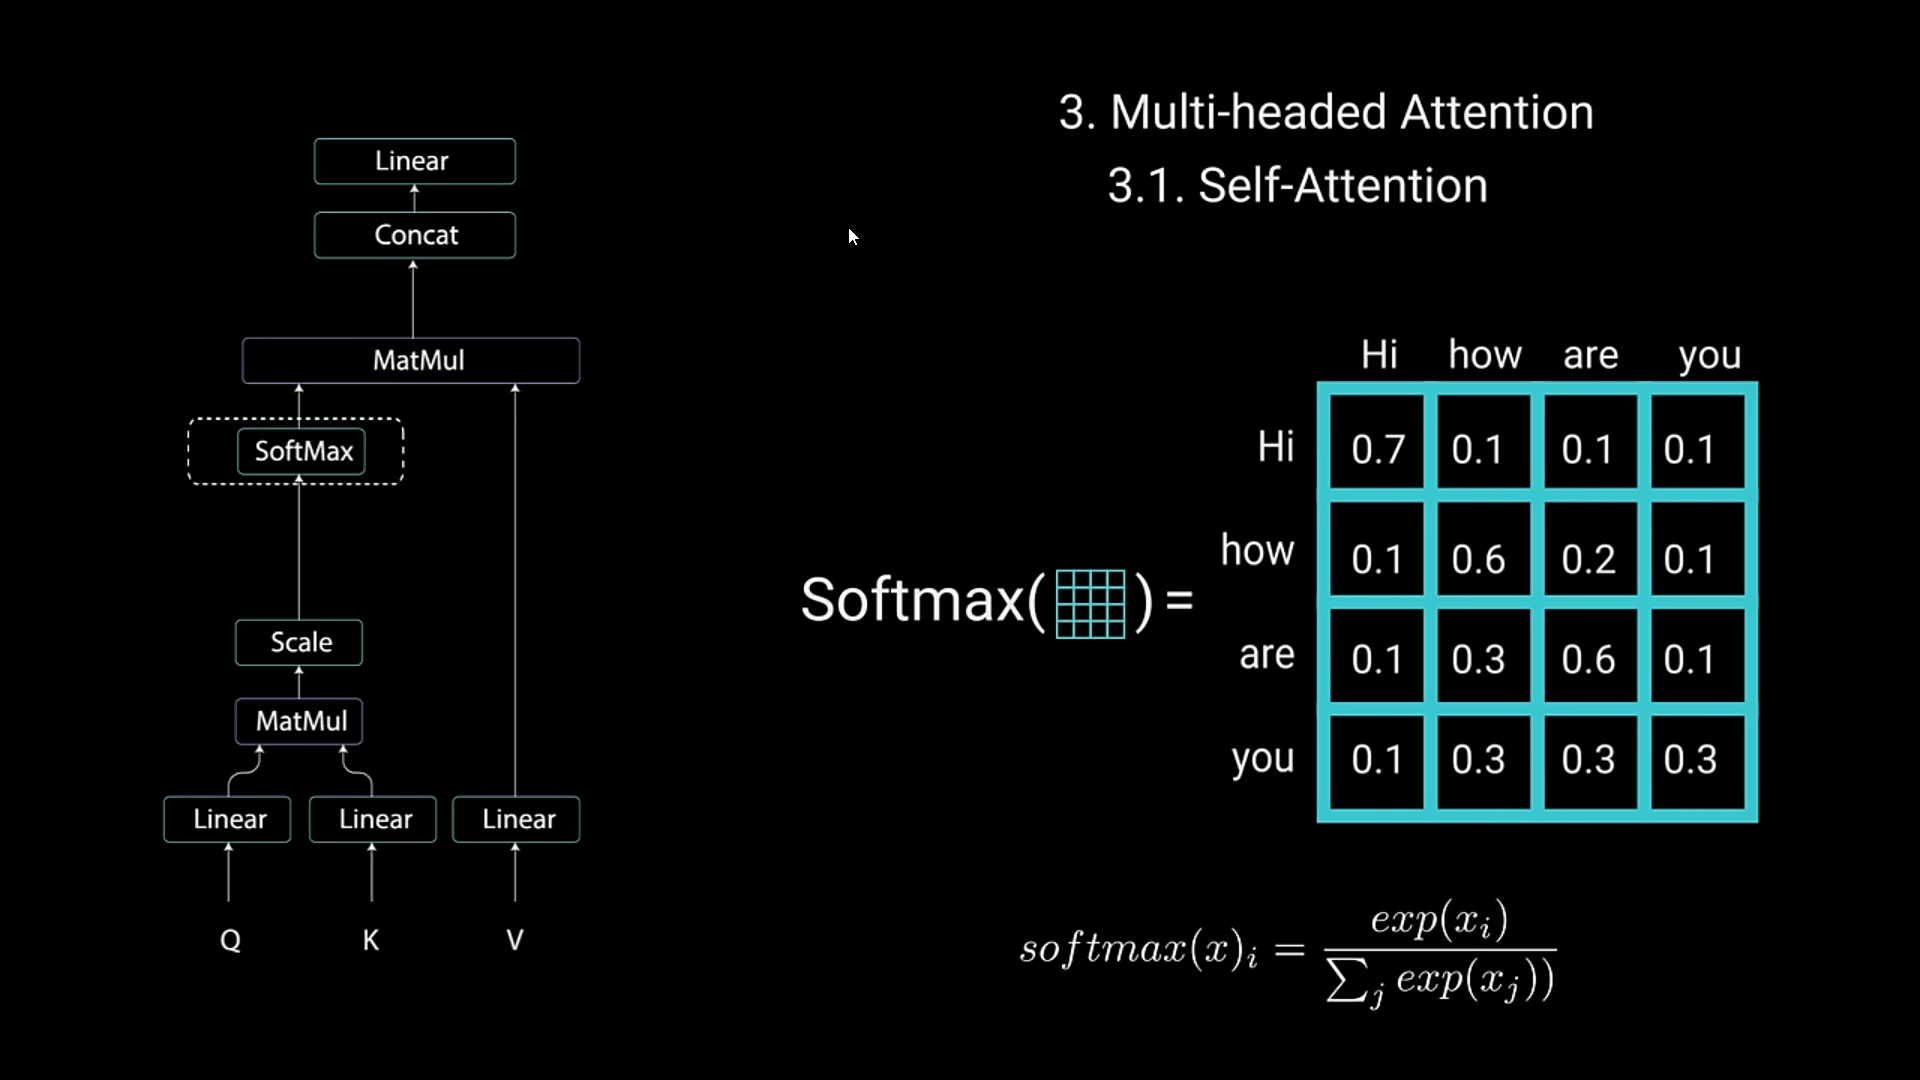 3. Multi-headed Attention
3.1. Self-Attention
Linear
Concat
MatMul
SoftMax
Scale
MatMul
Linear Linear Linear
Q K V
Softmax( ) =
Hi how are you
Hi 0.7 0.1 0.1 0.1
how 0.1 0.6 0.2 0.1
are 0.1 0.3 0.6 0.1
you 0.1 0.3 0.3 0.3
softmax(x)_i = exp(x_i) / ∑_j exp(x_j))